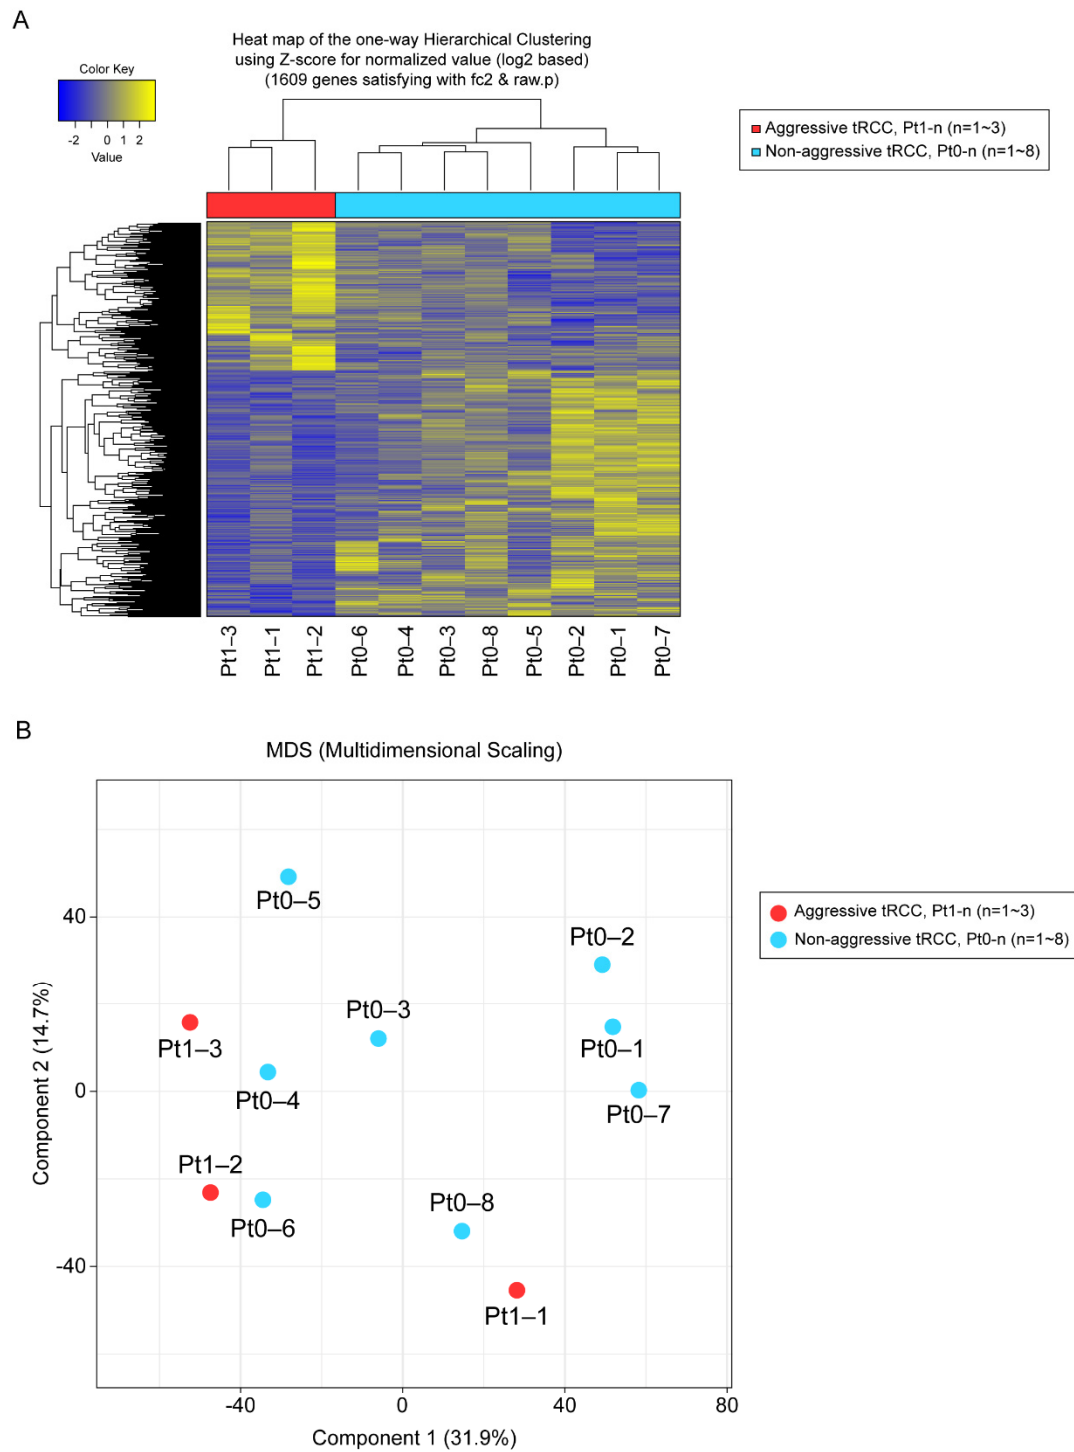 A
Heat map of the one-way Hierarchical Clustering
using Z-score for normalized value (log2 based)
(1609 genes satisfying with fc2 & raw.p)
Color Key
-2 0 1 2
Value
Aggressive tRCC, Pt1-n (n=1~3)
Non-aggressive tRCC, Pt0-n (n=1~8)
Pt1–3
Pt1–1
Pt1–2
Pt0–6
Pt0–4
Pt0–3
Pt0–8
Pt0–5
Pt0–2
Pt0–1
Pt0–7
B
MDS (Multidimensional Scaling)
Component 2 (14.7%)
40
0
-40
Pt0–5
Pt0–2
Pt0–3
Pt0–1
Pt1–3
Pt0–4
Pt0–7
Pt1–2
Pt0–6
Pt0–8
Pt1–1
-40 0 40 80
Component 1 (31.9%)
Aggressive tRCC, Pt1-n (n=1~3)
Non-aggressive tRCC, Pt0-n (n=1~8)